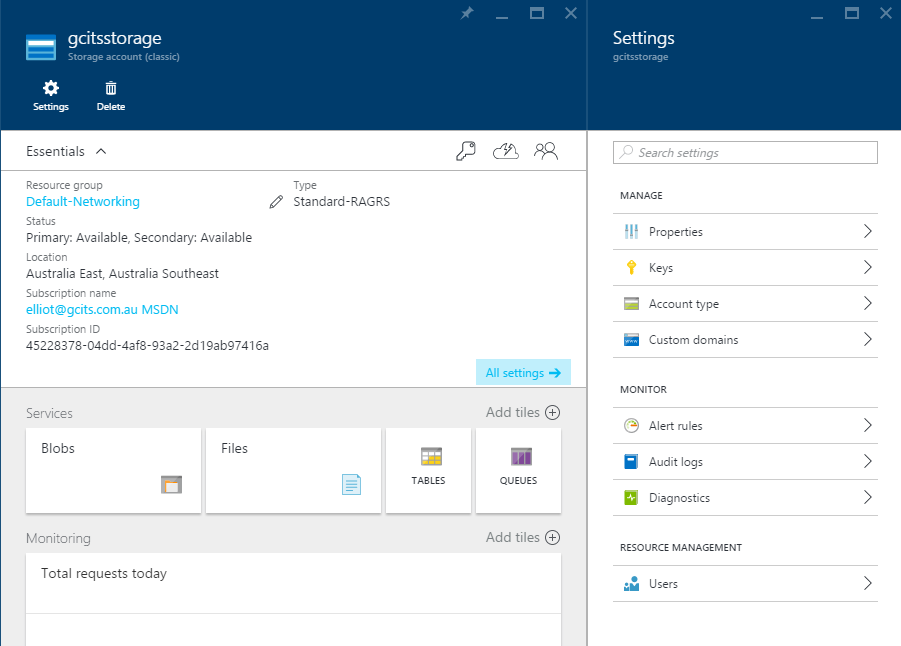 gcitsstorage
Storage account (classic)
Settings
Delete
Essentials
Resource group
Default-Networking
Type
Standard-RAGRS
Status
Primary: Available, Secondary: Available
Location
Australia East, Australia Southeast
Subscription name
elliot@gcits.com.au MSDN
Subscription ID
45228378-04dd-4af8-93a2-2d19ab97416a
All settings
Services
Add tiles
Blobs
Files
TABLES
QUEUES
Monitoring
Add tiles
Total requests today
Settings
gcitsstorage
Search settings
MANAGE
Properties
Keys
Account type
www
Custom domains
MONITOR
Alert rules
Audit logs
Diagnostics
RESOURCE MANAGEMENT
Users